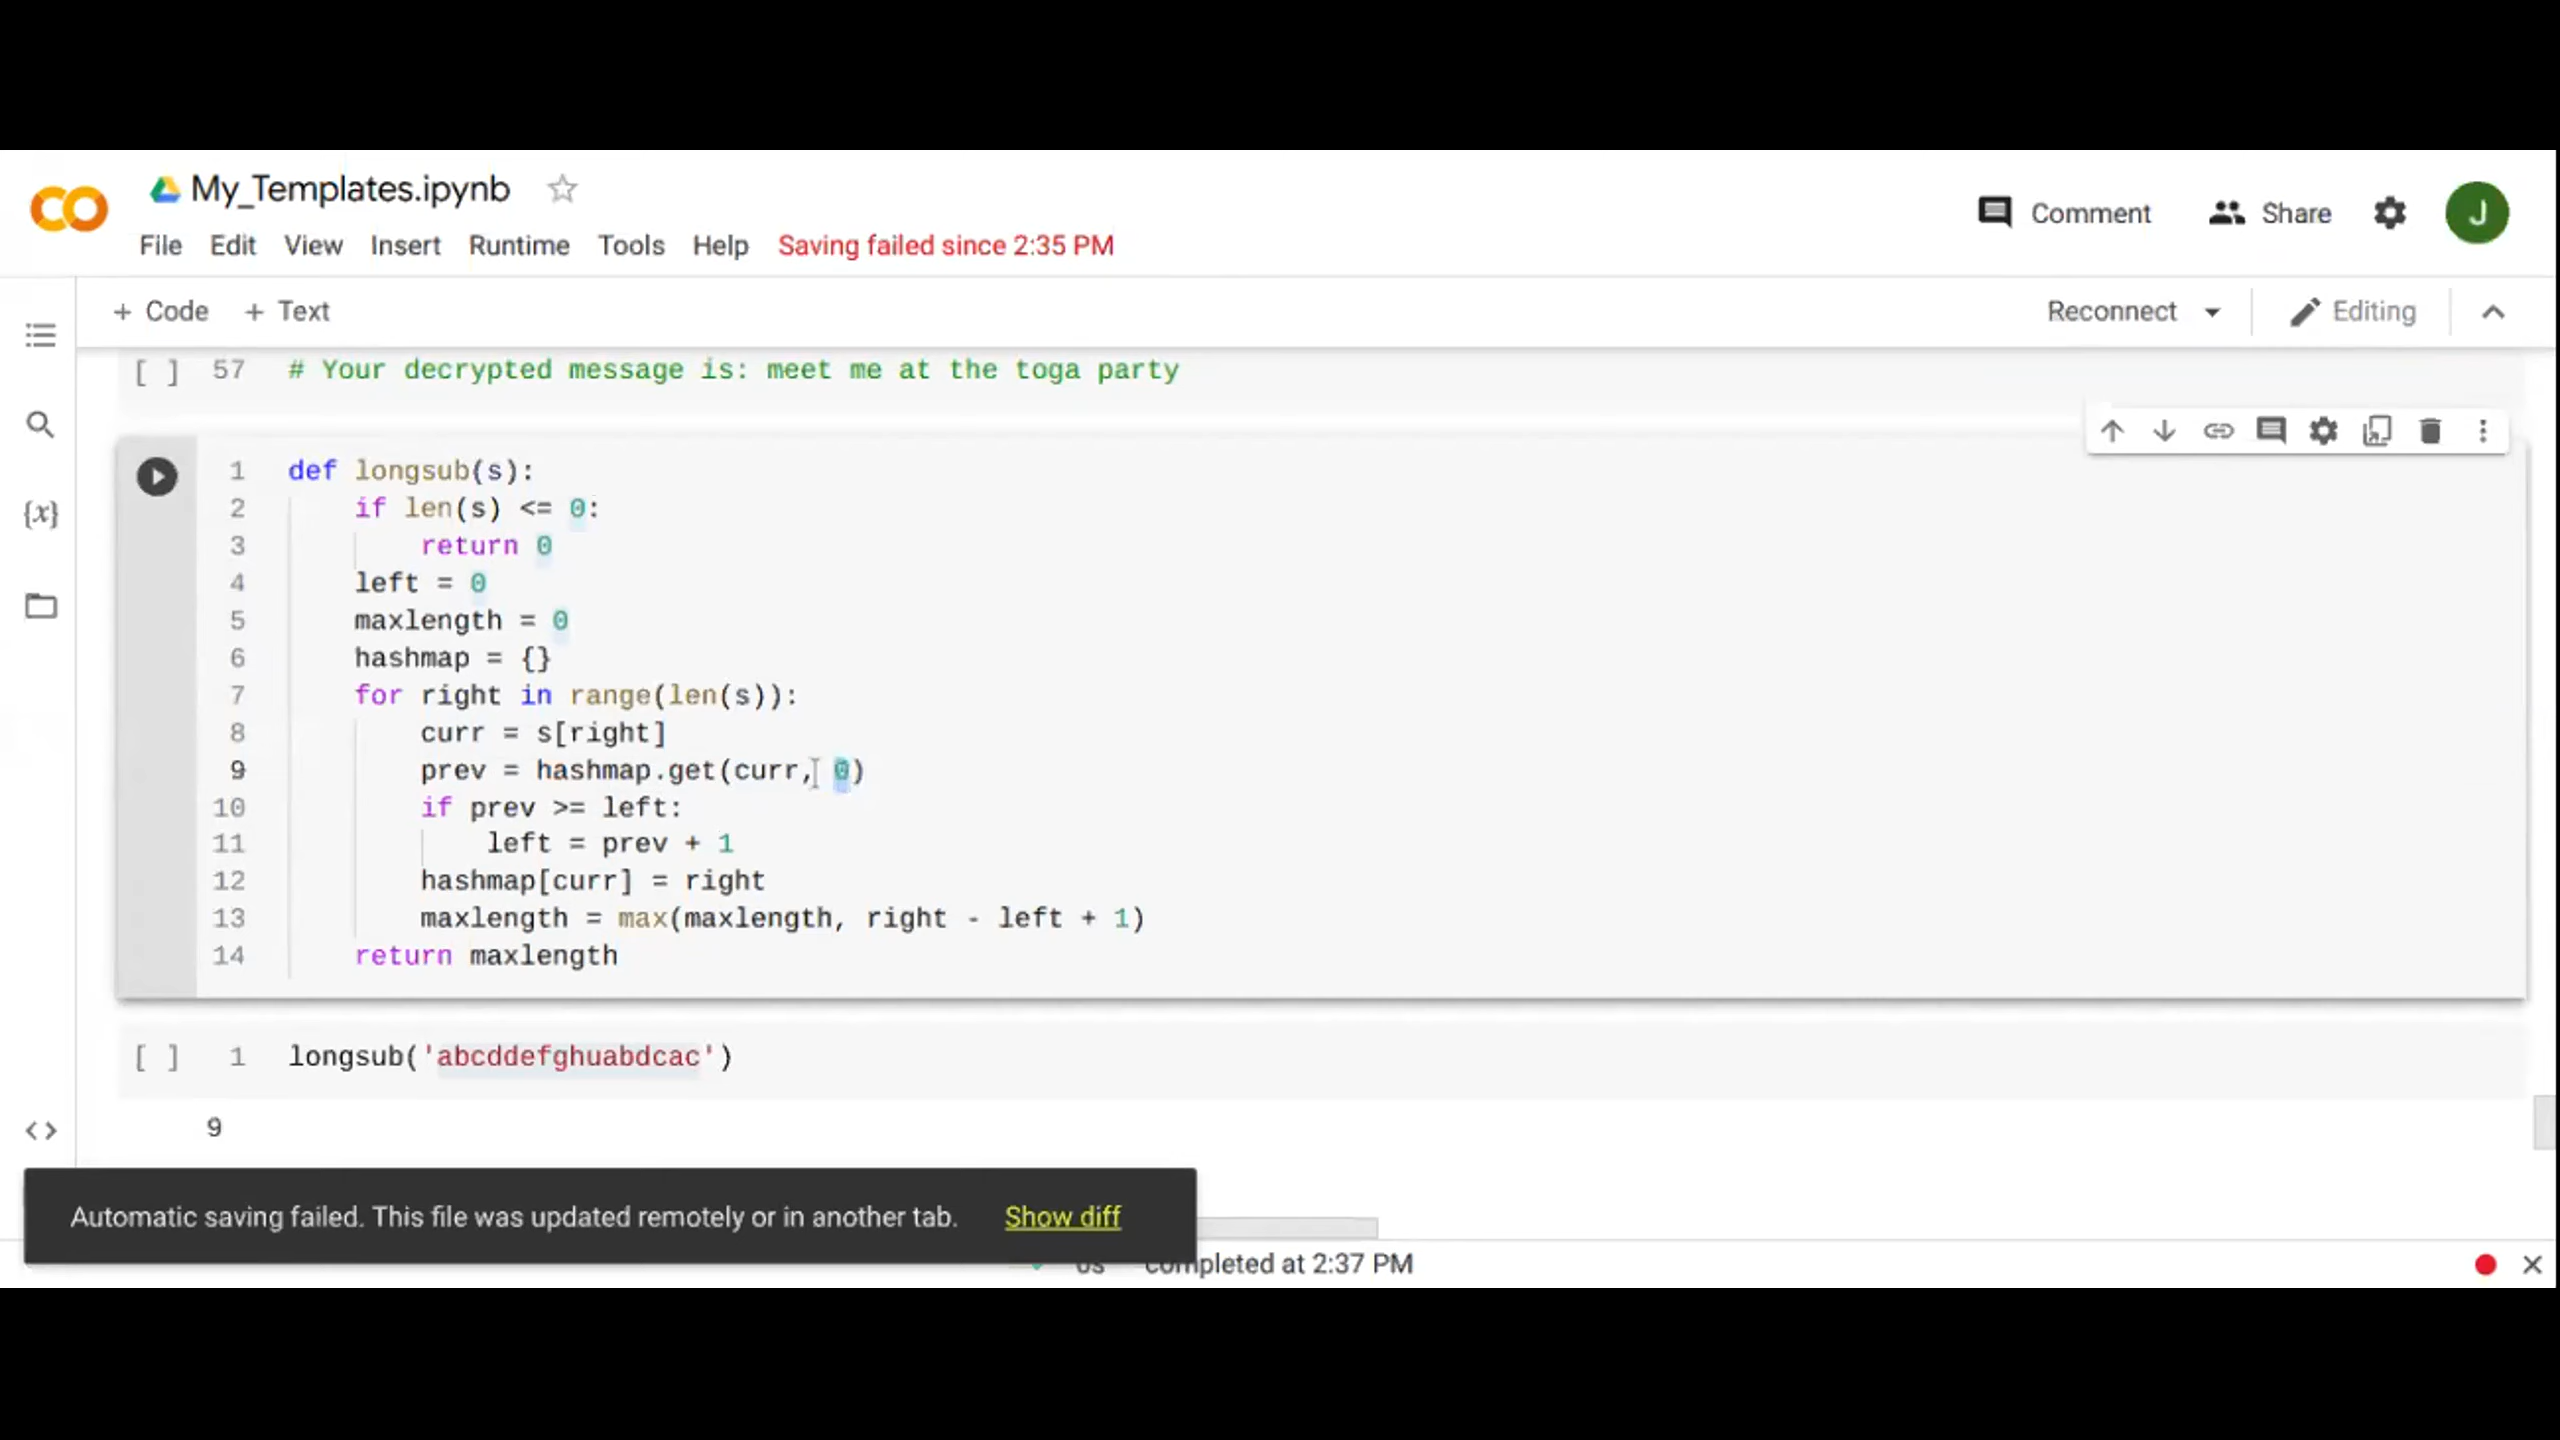 My_Templates.ipynb
File Edit View Insert Runtime Tools Help Saving failed since 2:35 PM
Comment Share J
+ Code + Text Reconnect Editing
[ ] 57 # Your decrypted message is: meet me at the toga party
1 def longsub(s):
2 if len(s) <= 0:
3 return 0
4 left = 0
5 maxlength = 0
6 hashmap = {}
7 for right in range(len(s)):
8 curr = s[right]
9 prev = hashmap.get(curr, 0)
10 if prev >= left:
11 left = prev + 1
12 hashmap[curr] = right
13 maxlength = max(maxlength, right - left + 1)
14 return maxlength
[ ] 1 longsub('abcddefghuabdcac')
9
Automatic saving failed. This file was updated remotely or in another tab. Show diff
0s completed at 2:37 PM